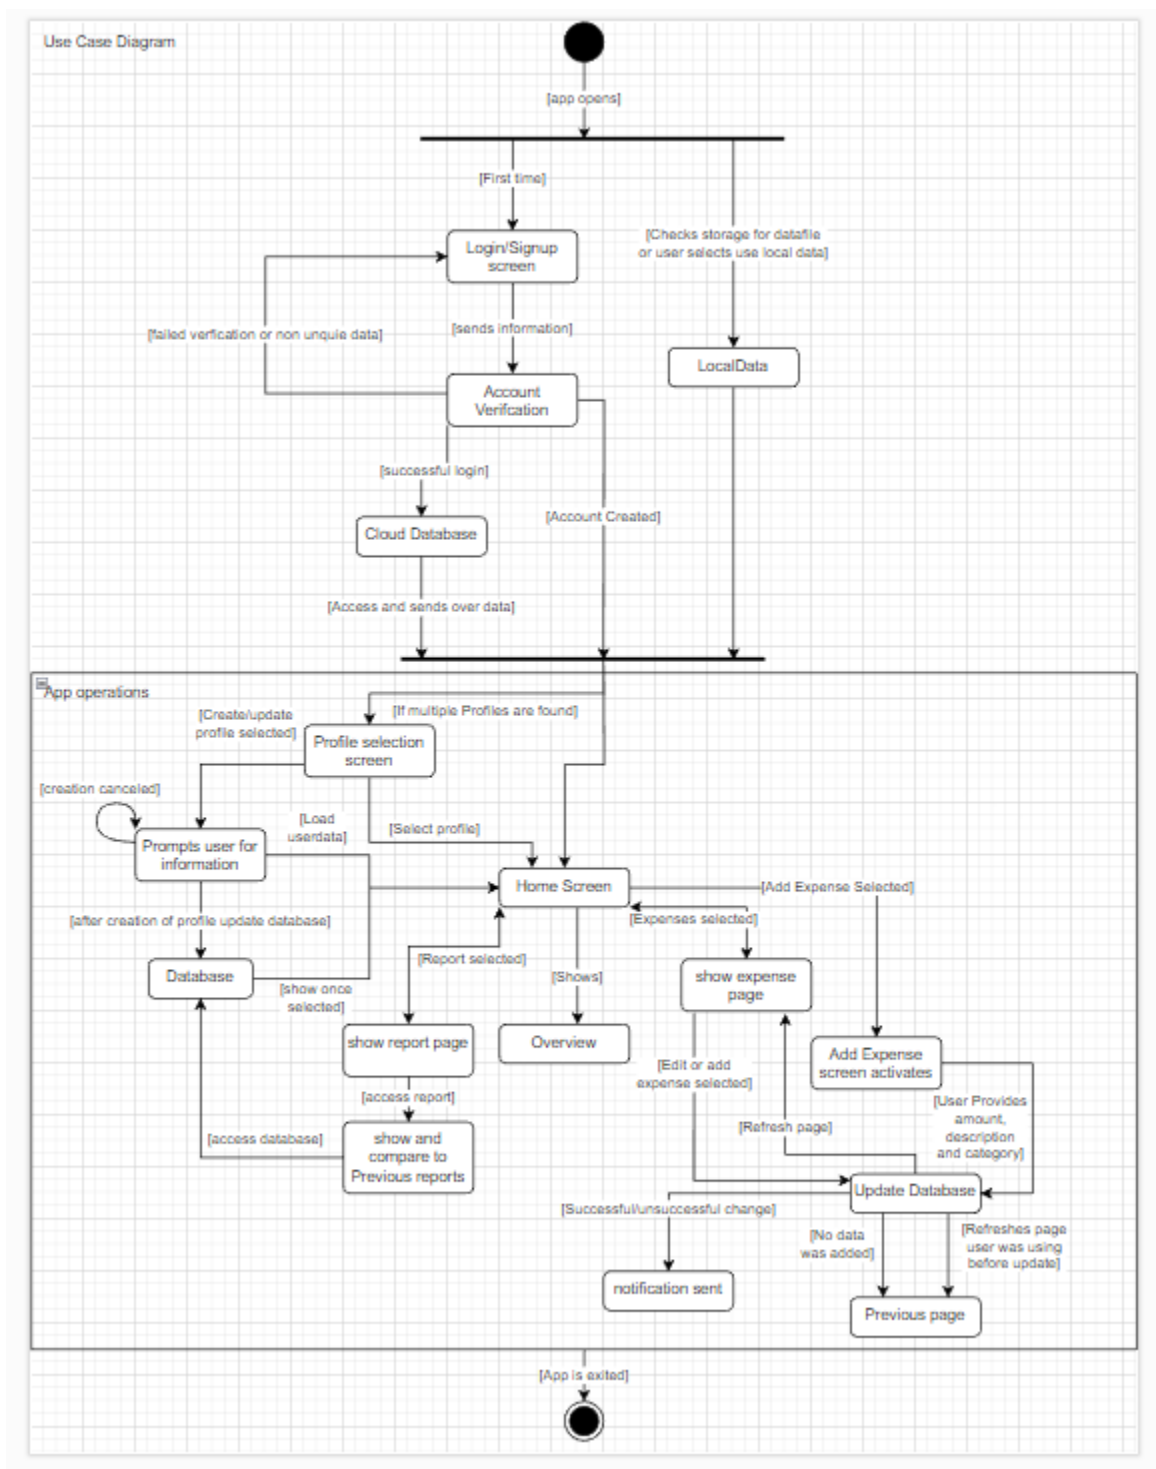 Use Case Diagram
[app opens]
[First time]
[Checks storage for datafile
or user selects use local data]
Login/Signup
screen
[failed verfication or non unquie data]
[sends information]
LocalData
Account
Verifcation
[successful login]
[Account Created]
Cloud Database
[Access and sends over data]
App operations
[If multiple Profiles are found]
[Create/update
profile selected]
Profile selection
screen
[creation canceled]
[Load
userdata]
[Select profile]
Prompts user for
information
Home Screen
[Add Expense Selected]
[after creation of profile update database]
[Expenses selected]
[Report selected]
Database
[Shows]
show expense
page
[show once
selected]
show report page
Overview
Add Expense
screen activates
[Edit or add
expense selected]
[access report]
[User Provides
amount,
description
and category]
[Refresh page]
[access database]
show and
compare to
Previous reports
Update Database
[Successful/unsuccessful change]
[No data
was added]
[Refreshes page
user was using
before update]
notification sent
Previous page
[App is exited]